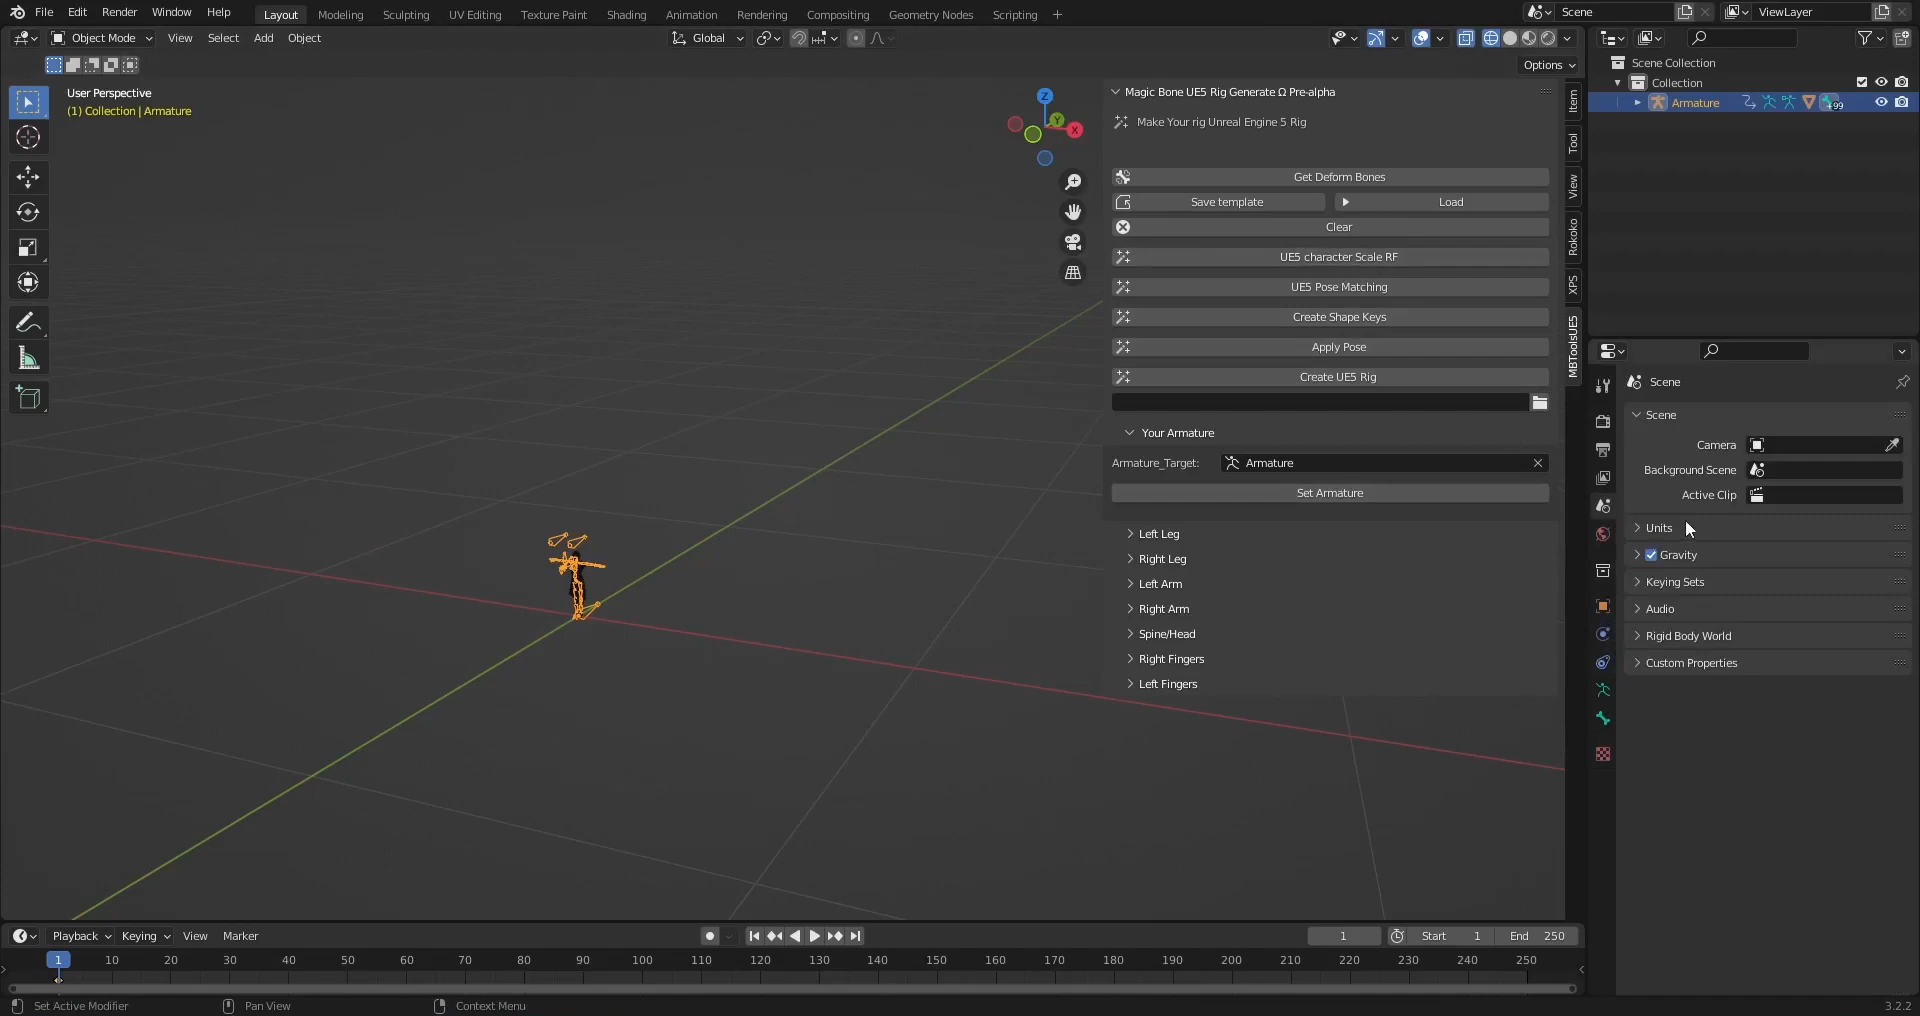 File Edit Render Window Help Layout Modeling Sculpting UV Editing Texture Paint Shading Animation Rendering Compositing Geometry Nodes Scripting + Scene ViewLayer
Object Mode View Select Add Object Global
Options
User Perspective
(1) Collection | Armature
Z
Y
X
Magic Bone UE5 Rig Generate Ω Pre-alpha
Make Your rig Unreal Engine 5 Rig
Get Deform Bones
Save template Load
Clear
UE5 character Scale RF
UE5 Pose Matching
Create Shape Keys
Apply Pose
Create UE5 Rig
Your Armature
Armature_Target: Armature
Set Armature
Left Leg
Right Leg
Left Arm
Right Arm
Spine/Head
Right Fingers
Left Fingers
Item
Tool
View
Rokoko
XPS
MBToolsUE5
Scene Collection
Collection
Armature +99
Scene
Scene
Camera
Background Scene
Active Clip
Units
Gravity
Keying Sets
Audio
Rigid Body World
Custom Properties
Playback Keying View Marker 1 Start 1 End 250
1 10 20 30 40 50 60 70 80 90 100 110 120 130 140 150 160 170 180 190 200 210 220 230 240 250
Set Active Modifier Pan View Context Menu 3.2.2